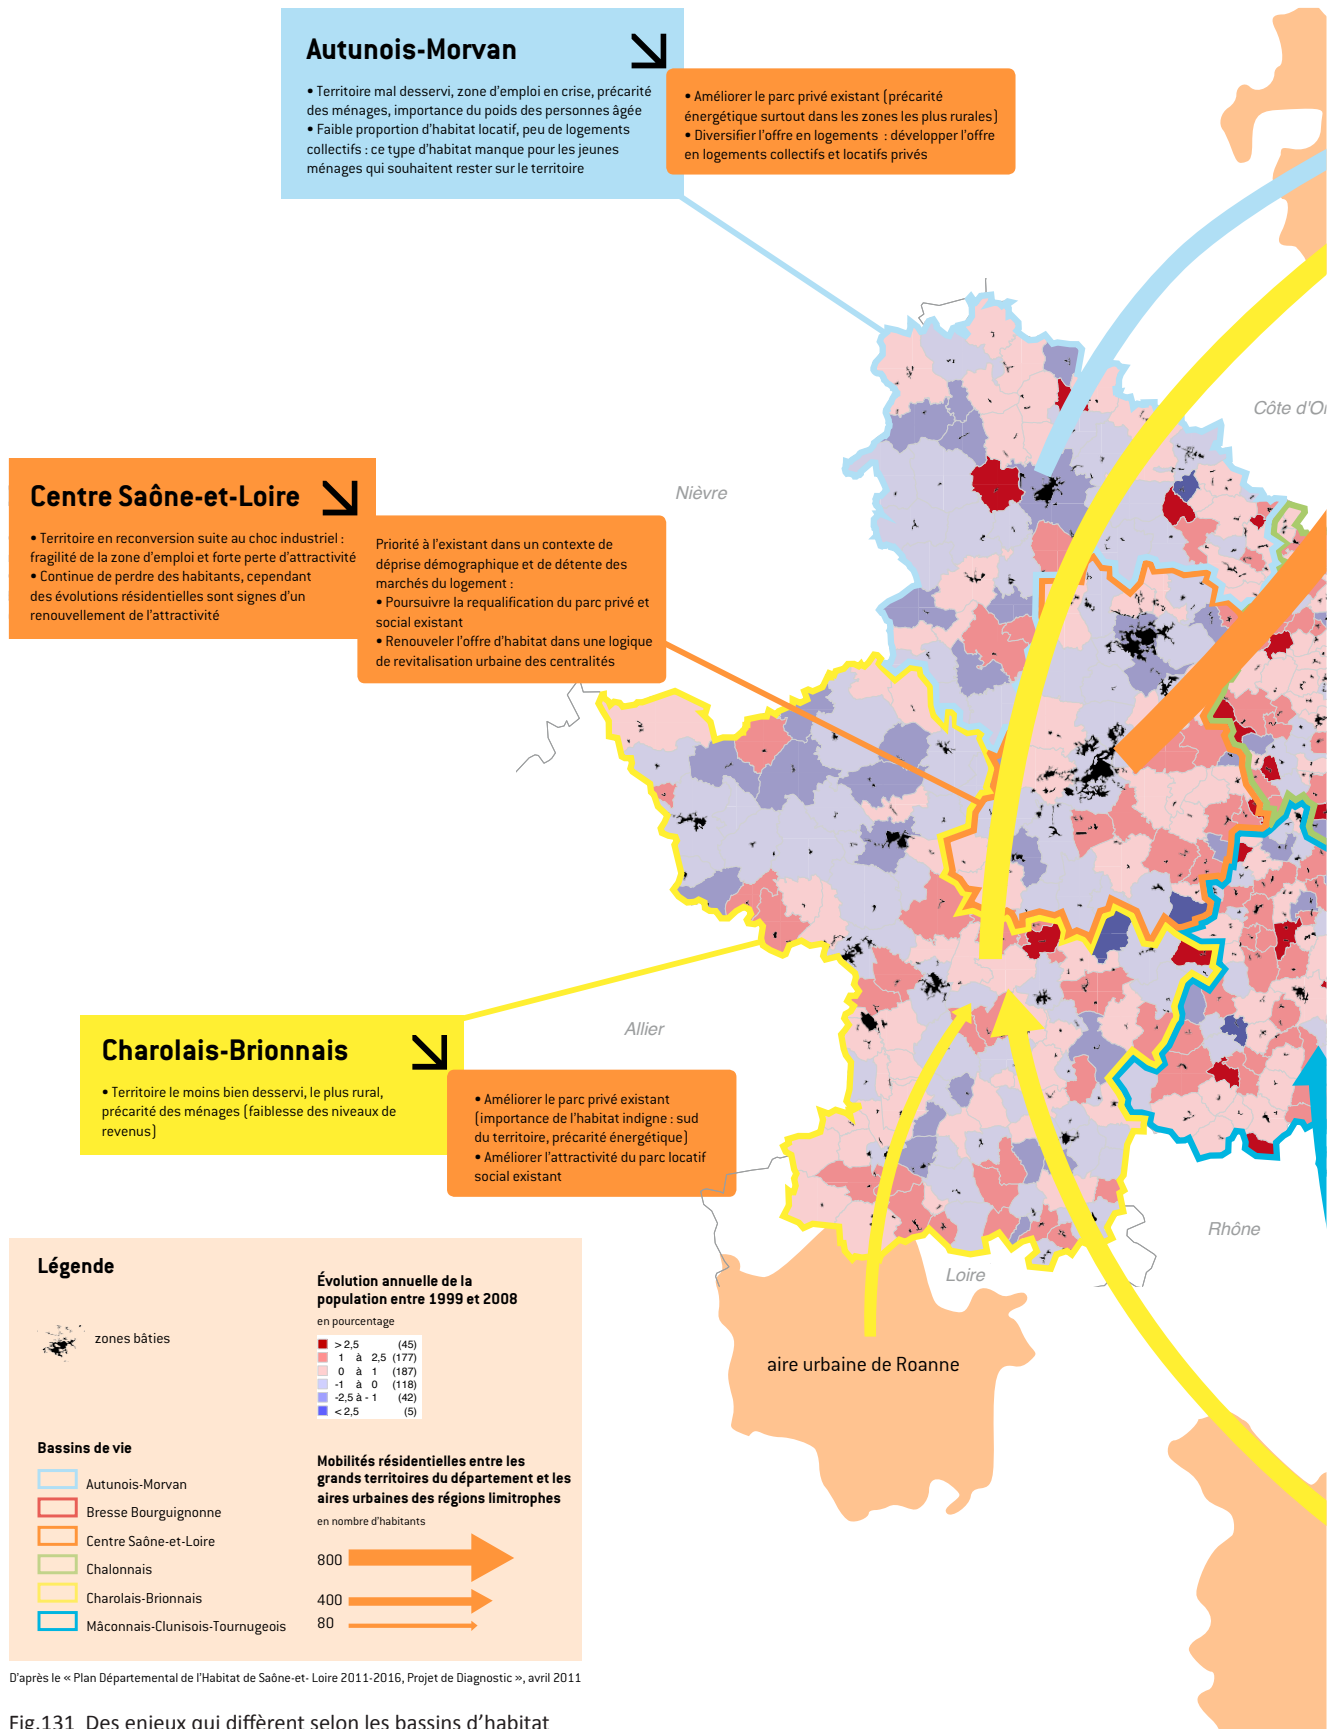 Autunois-Morvan
• Territoire mal desservi, zone d'emploi en crise, précarité
des ménages, importance du poids des personnes âgée
• Faible proportion d'habitat locatif, peu de logements
collectifs : ce type d'habitat manque pour les jeunes
ménages qui souhaitent rester sur le territoire
• Améliorer le parc privé existant (précarité
énergétique surtout dans les zones les plus rurales)
• Diversifier l'offre en logements : développer l'offre
en logements collectifs et locatifs privés
Côte d'Or
Nièvre
Centre Saône-et-Loire
• Territoire en reconversion suite au choc industriel :
fragilité de la zone d'emploi et forte perte d'attractivité
• Continue de perdre des habitants, cependant
des évolutions résidentielles sont signes d'un
renouvellement de l'attractivité
Priorité à l'existant dans un contexte de
déprise démographique et de détente des
marchés du logement :
• Poursuivre la requalification du parc privé et
social existant
• Renouveler l'offre d'habitat dans une logique
de revitalisation urbaine des centralités
Allier
Charolais-Brionnais
• Territoire le moins bien desservi, le plus rural,
précarité des ménages (faiblesse des niveaux de
revenus)
• Améliorer le parc privé existant
(importance de l'habitat indigne : sud
du territoire, précarité énergétique)
• Améliorer l'attractivité du parc locatif
social existant
Rhône
Loire
aire urbaine de Roanne
Légende
zones bâties
Évolution annuelle de la
population entre 1999 et 2008
en pourcentage
> 2,5 (45)
1 à 2,5 (177)
0 à 1 (187)
-1 à 0 (118)
-2,5 à - 1 (42)
< 2,5 (5)
Bassins de vie
Autunois-Morvan
Bresse Bourguignonne
Centre Saône-et-Loire
Chalonnais
Charolais-Brionnais
Mâconnais-Clunisois-Tournugeois
Mobilités résidentielles entre les
grands territoires du département et les
aires urbaines des régions limitrophes
en nombre d'habitants
800
400
80
D'après le « Plan Départemental de l'Habitat de Saône-et- Loire 2011-2016, Projet de Diagnostic », avril 2011
Fig.131 Des enjeux qui diffèrent selon les bassins d'habitat